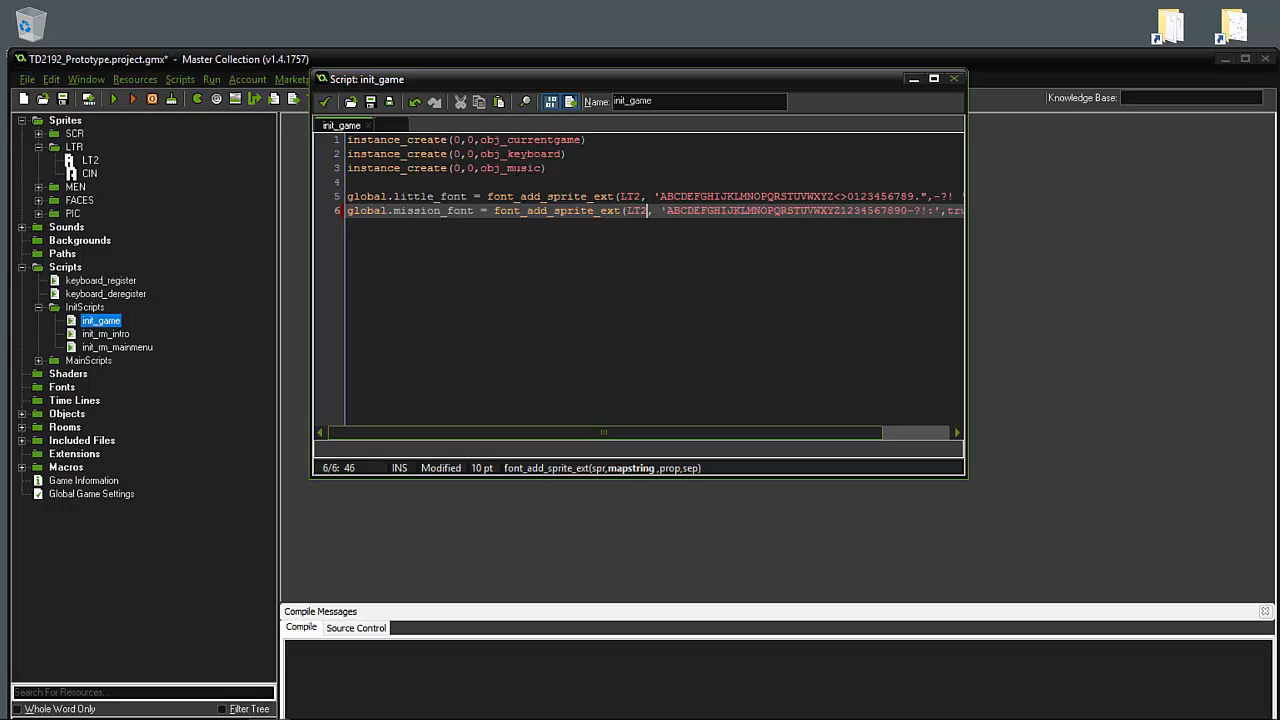 TD2192_Prototype.project.gmx* - Master Collection (v1.4.1757)
File Edit Window Resources Scripts Run Account Marketp
Knowledge Base:
Sprites
SCR
LTR
LT2
CIN
MEN
FACES
PIC
Sounds
Backgrounds
Paths
Scripts
keyboard_register
keyboard_deregister
InitScripts
init_game
init_rm_intro
init_rm_mainmenu
MainScripts
Shaders
Fonts
Time Lines
Objects
Rooms
Included Files
Extensions
Macros
Game Information
Global Game Settings
Search For Resources...
Whole Word Only Filter Tree
Script: init_game
Name: init_game
init_game
1 instance_create(0,0,obj_currentgame)
2 instance_create(0,0,obj_keyboard)
3 instance_create(0,0,obj_music)
4
5 global.little_font = font_add_sprite_ext(LT2, 'ABCDEFGHIJKLMNOPQRSTUVWXYZ<>0123456789.",-?! '
6 global.mission_font = font_add_sprite_ext(LT2, 'ABCDEFGHIJKLMNOPQRSTUVWXYZ1234567890-?!:',tru
6/6: 46 INS Modified 10 pt font_add_sprite_ext(spr,mapstring ,prop,sep)
Compile Messages
Compile Source Control